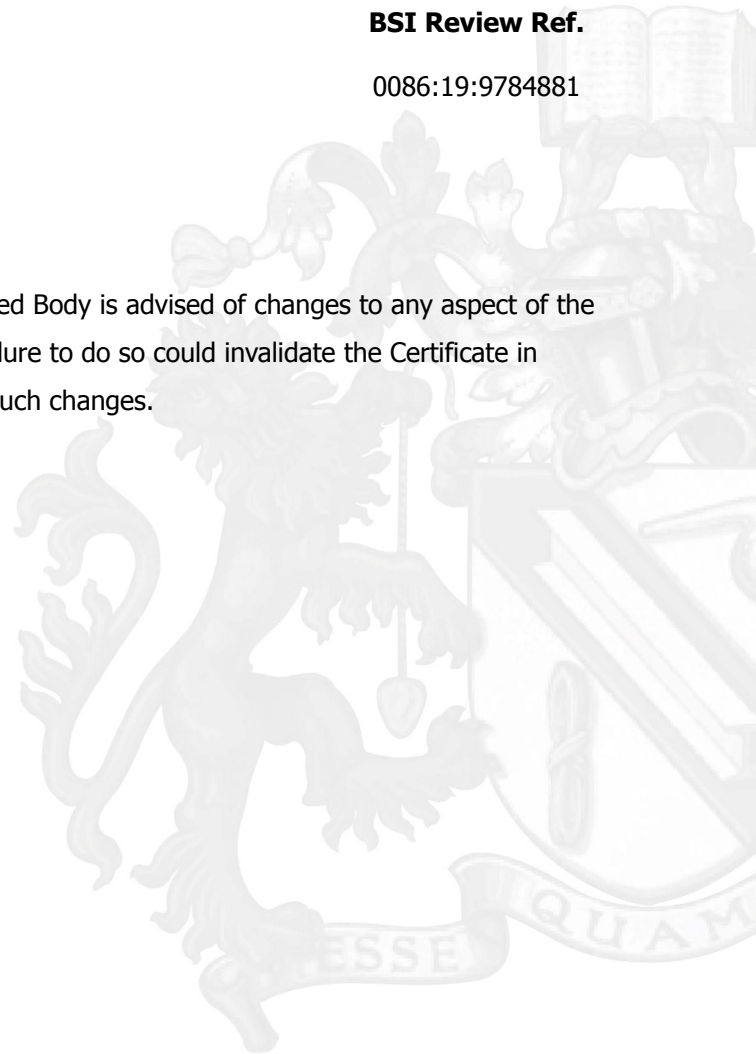 BSI Review Ref.
0086:19:9784881
ed Body is advised of changes to any aspect of the
lure to do so could invalidate the Certificate in
uch changes.
ESSE
QUAM